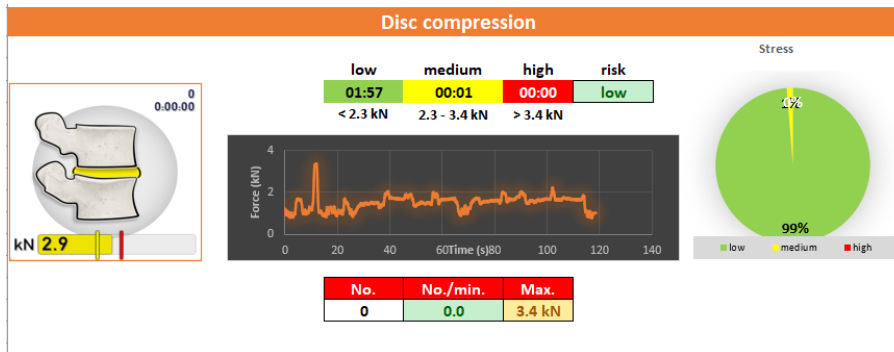 Disc compression
Stress
low medium high risk
01:57 00:01 00:00 low
< 2.3 kN 2.3 - 3.4 kN > 3.4 kN
0
0:00:00
kN 2.9
Force (kN)
4
2
0
0 20 40 60 80 100 120 140
Time (s)
0%
99%
low medium high
No. No./min. Max.
0 0.0 3.4 kN